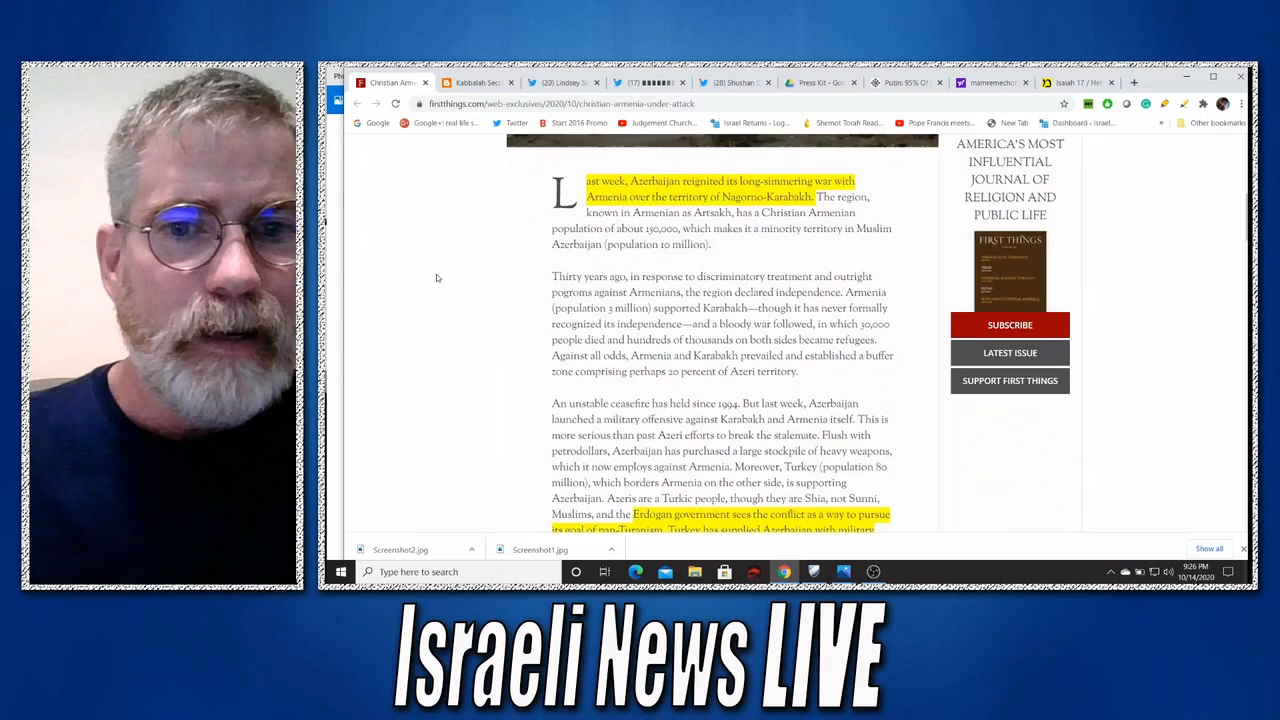 Christian Arme
Kabbalah Secr
(20) Lindsey S
(17)
(28) Shushan S
Press Kit - Go
Putin: 95% Of
mamremechor
Isaiah 17 / Heb
firstthings.com/web-exclusives/2020/10/christian-armenia-under-attack
Google
Google+: real life s...
Twitter
Start 2016 Promo
Judgement Church...
Israel Returns - Log...
Shemot Torah Read...
Pope Francis meets...
New Tab
Dashboard ‹ Israel...
»
Other bookmarks
Last week, Azerbaijan reignited its long-simmering war with
Armenia over the territory of Nagorno-Karabakh. The region,
known in Armenian as Artsakh, has a Christian Armenian
population of about 150,000, which makes it a minority territory in Muslim
Azerbaijan (population 10 million).
Thirty years ago, in response to discriminatory treatment and outright
pogroms against Armenians, the region declared independence. Armenia
(population 3 million) supported Karabakh—though it has never formally
recognized its independence—and a bloody war followed, in which 30,000
people died and hundreds of thousands on both sides became refugees.
Against all odds, Armenia and Karabakh prevailed and established a buffer
zone comprising perhaps 20 percent of Azeri territory.
An unstable ceasefire has held since 1994. But last week, Azerbaijan
launched a military offensive against Karabakh and Armenia itself. This is
more serious than past Azeri efforts to break the stalemate. Flush with
petrodollars, Azerbaijan has purchased a large stockpile of heavy weapons,
which it now employs against Armenia. Moreover, Turkey (population 80
million), which borders Armenia on the other side, is supporting
Azerbaijan. Azeris are a Turkic people, though they are Shia, not Sunni,
Muslims, and the Erdogan government sees the conflict as a way to pursue
its goal of pan-Turanism. Turkey has supplied Azerbaijan with military
AMERICA'S MOST
INFLUENTIAL
JOURNAL OF
RELIGION AND
PUBLIC LIFE
FIRST THINGS
SUBSCRIBE
LATEST ISSUE
SUPPORT FIRST THINGS
Screenshot2.jpg
Screenshot1.jpg
Show all
Type here to search
9:26 PM
10/14/2020
Israeli News LIVE